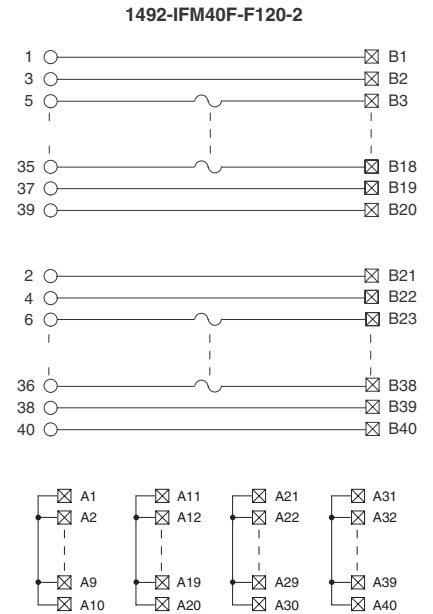 1492-IFM40F-F120-2
1 B1
3 B2
5 B3
35 B18
37 B19
39 B20
2 B21
4 B22
6 B23
36 B38
38 B39
40 B40
A1 A11 A21 A31
A2 A12 A22 A32
A9 A19 A29 A39
A10 A20 A30 A40